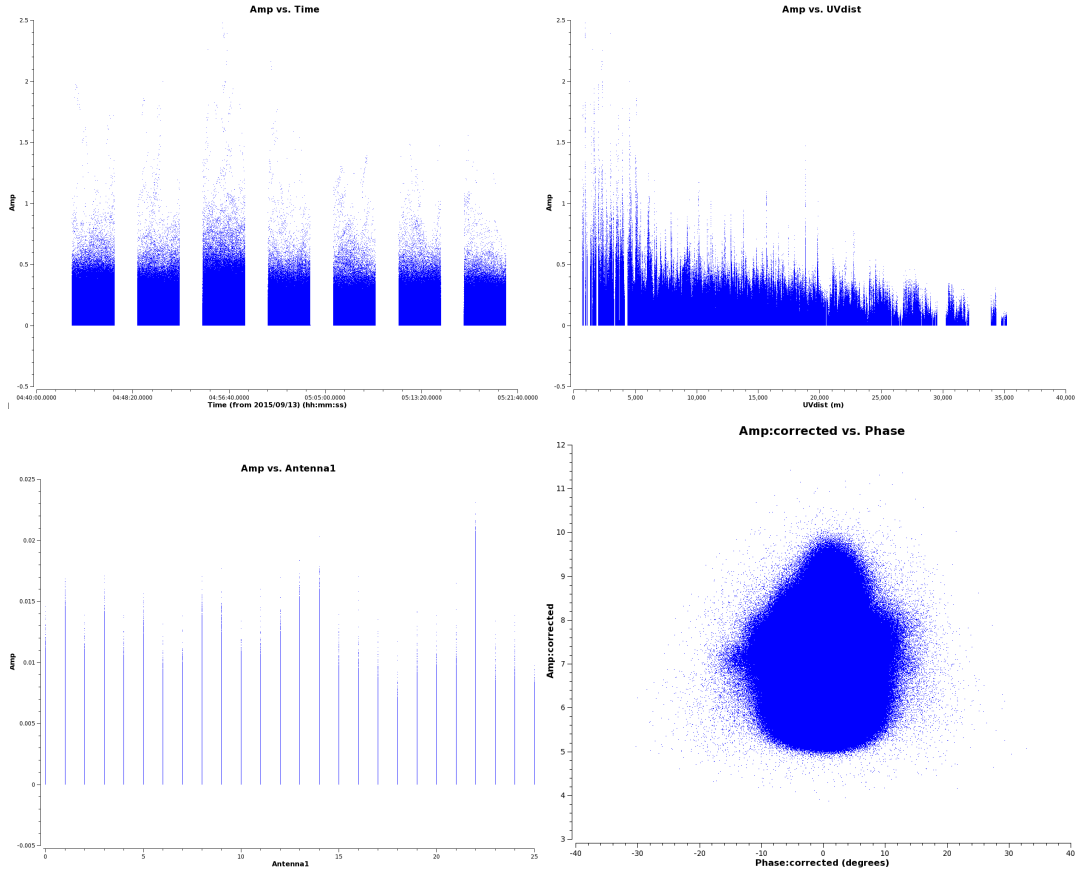 Amp vs. Time
2.5
2
1.5
1
0.5
0
-0.5
Amp
04:40:00.0000 04:48:20.0000 04:56:40.0000 05:05:00.0000 05:13:20.0000 05:21:40.0000
Time (from 2015/09/13) (hh:mm:ss)
Amp vs. UVdist
2.5
2
1.5
1
0.5
0
-0.5
Amp
0 5,000 10,000 15,000 20,000 25,000 30,000 35,000 40,000
UVdist (m)
Amp vs. Antenna1
0.025
0.02
0.015
0.01
0.005
0
-0.005
Amp
0 5 10 15 20 25
Antenna1
Amp:corrected vs. Phase
12
11
10
9
8
7
6
5
4
3
Amp:corrected
-40 -30 -20 -10 0 10 20 30 40
Phase:corrected (degrees)